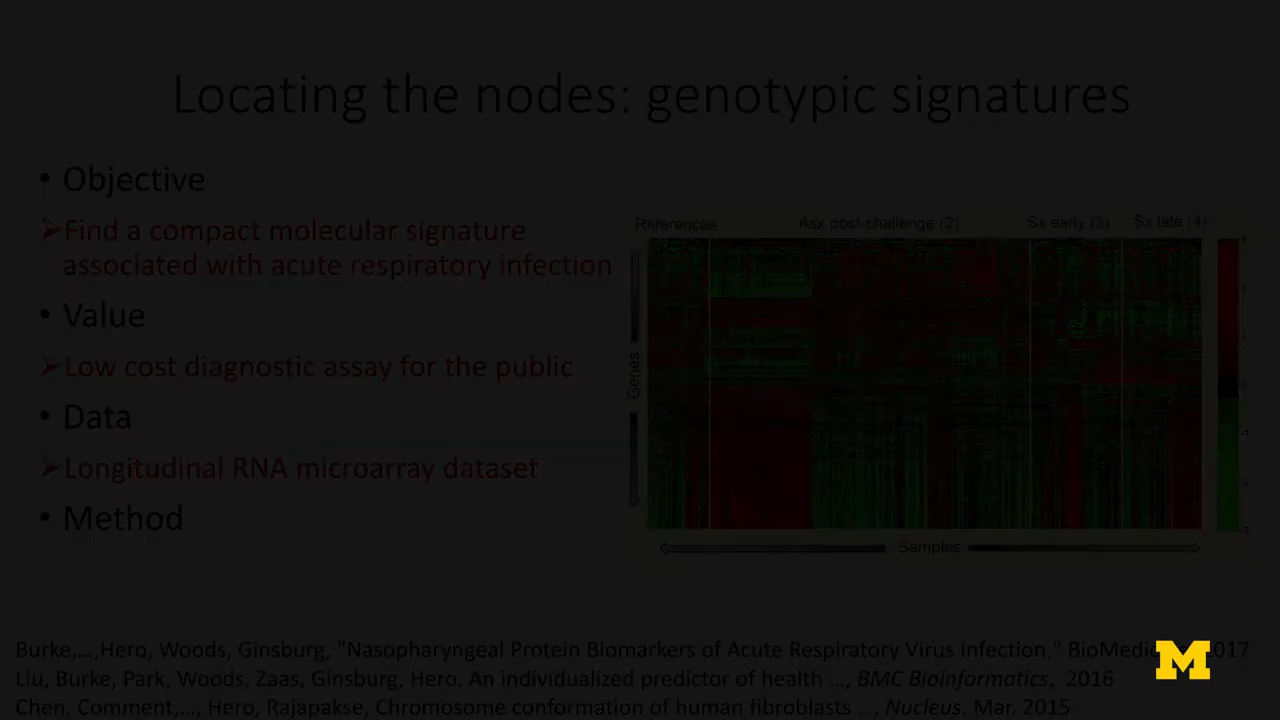 Locating the nodes: genotypic signatures
• Objective
➢Find a compact molecular signature
associated with acute respiratory infection
• Value
➢Low cost diagnostic assay for the public
• Data
➢Longitudinal RNA microarray dataset
• Method
References Asx post-challenge (2) Sx early (3) Sx late (4)
Genes
Samples
Burke,...,Hero, Woods, Ginsburg, "Nasopharyngeal Protein Biomarkers of Acute Respiratory Virus Infection," 2017.
Liu, Burke, Park, Woods, Zaas, Ginsburg, Hero, An individualized predictor of health ..., BMC Bioinformatics, 2016
Chen, Comment,..., Hero, Rajapakse, Chromosome conformation of human fibroblasts ..., Nucleus, Mar. 2015
M